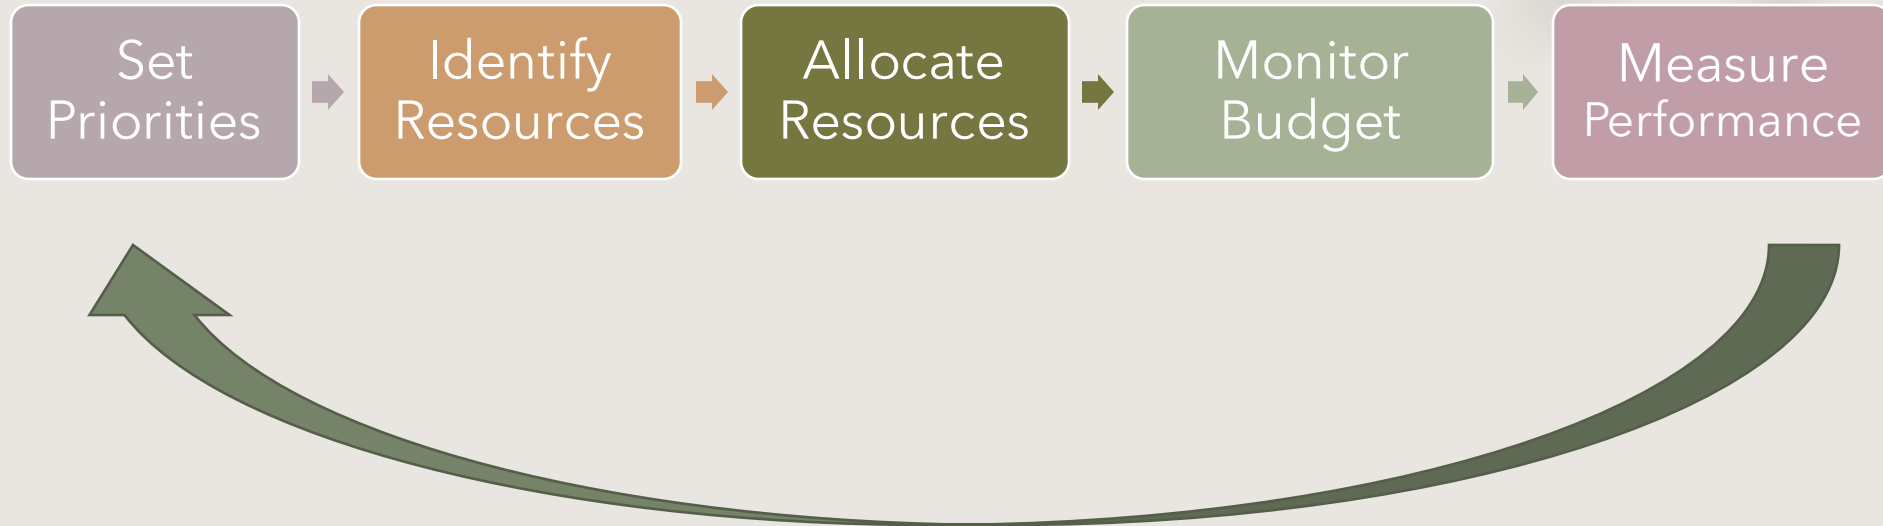 Set
Priorities
Identify
Resources
Allocate
Resources
Monitor
Budget
Measure
Performance